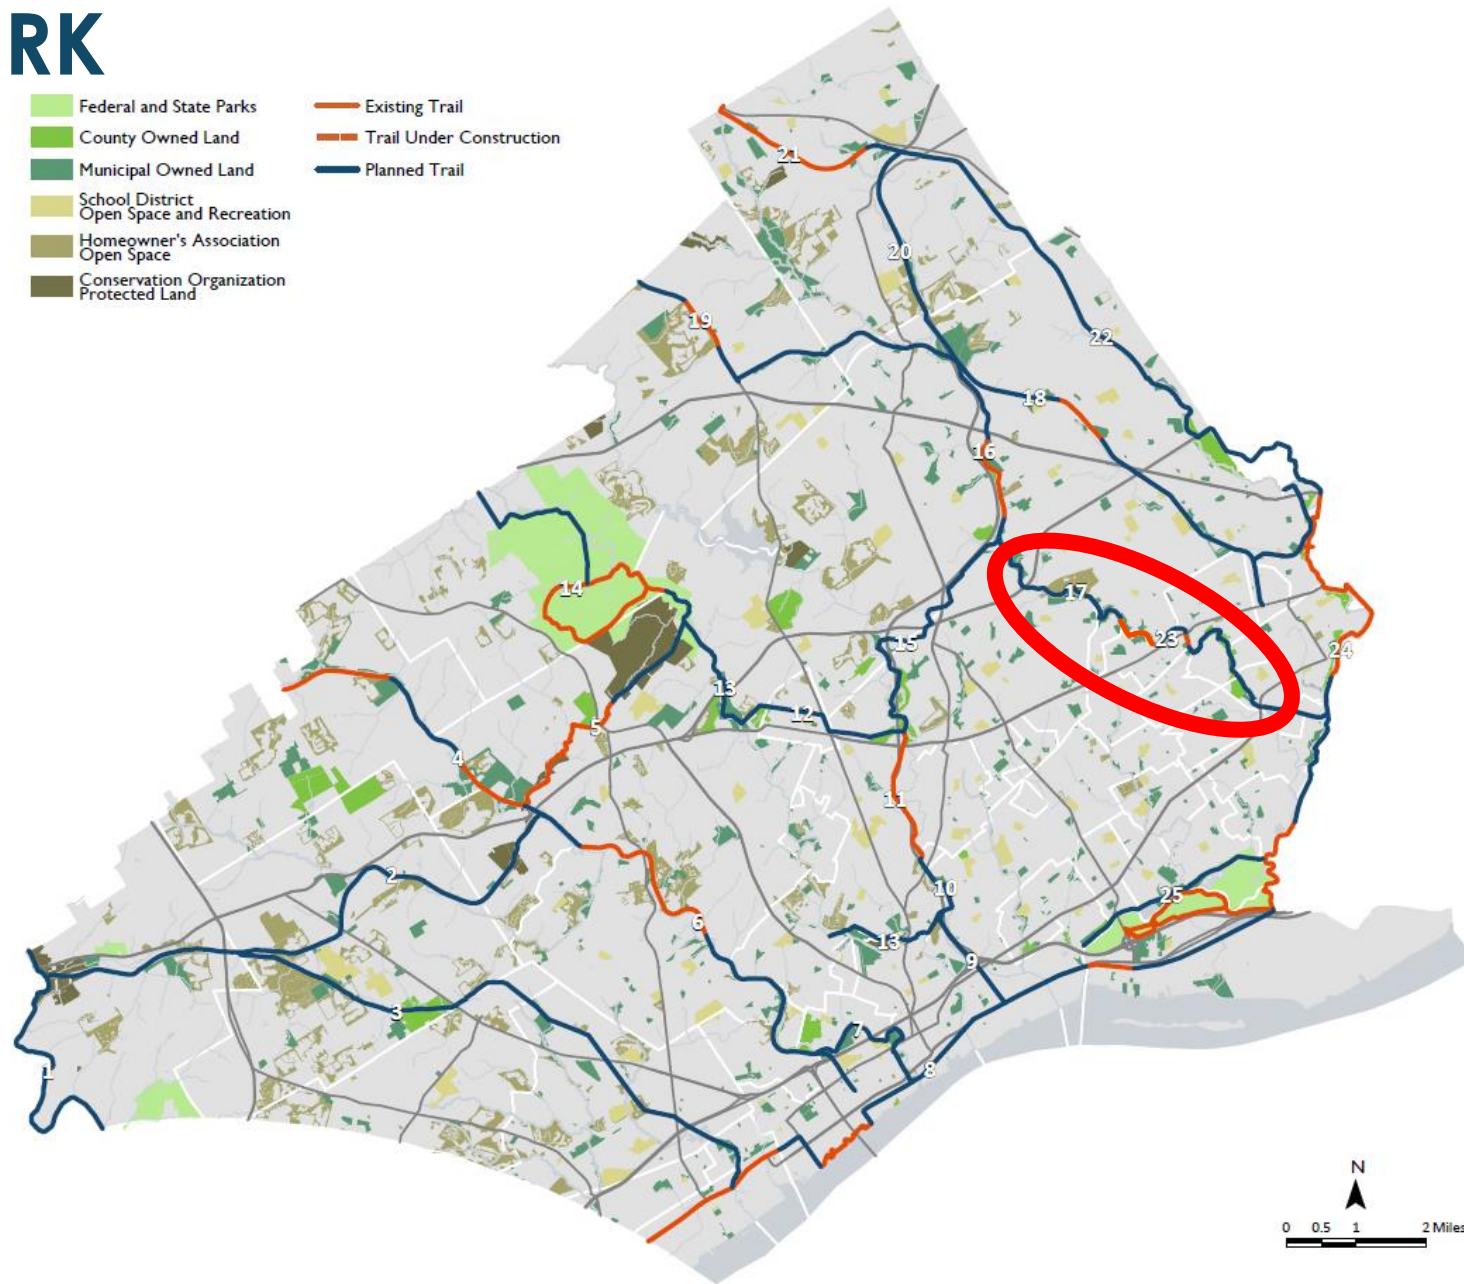 RK
Federal and State Parks
County Owned Land
Municipal Owned Land
School District
Open Space and Recreation
Homeowner's Association
Open Space
Conservation Organization
Protected Land
Existing Trail
Trail Under Construction
Planned Trail
21
20
19
22
18
16
14
17
23
24
15
13
12
5
4
11
2
10
25
6
13
9
3
7
8
1
N
0 0.5 1 2 Miles